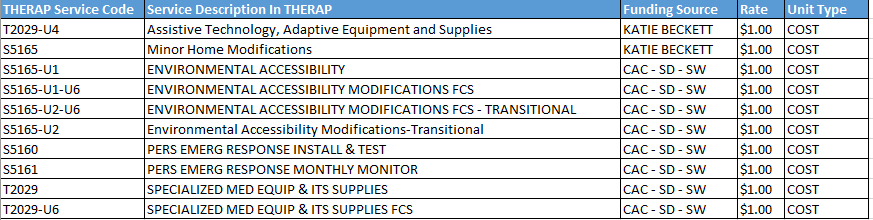 THERAP Service Code Service Description In THERAP Funding Source Rate Unit Type
T2029-U4 Assistive Technology, Adaptive Equipment and Supplies KATIE BECKETT $1.00 COST
S5165 Minor Home Modifications KATIE BECKETT $1.00 COST
S5165-U1 ENVIRONMENTAL ACCESSIBILITY CAC - SD - SW $1.00 COST
S5165-U1-U6 ENVIRONMENTAL ACCESSIBILITY MODIFICATIONS FCS CAC - SD - SW $1.00 COST
S5165-U2-U6 ENVIRONMENTAL ACCESSIBILITY MODIFICATIONS FCS - TRANSITIONAL CAC - SD - SW $1.00 COST
S5165-U2 Environmental Accessibility Modifications-Transitional CAC - SD - SW $1.00 COST
S5160 PERS EMERG RESPONSE INSTALL & TEST CAC - SD - SW $1.00 COST
S5161 PERS EMERG RESPONSE MONTHLY MONITOR CAC - SD - SW $1.00 COST
T2029 SPECIALIZED MED EQUIP & ITS SUPPLIES CAC - SD - SW $1.00 COST
T2029-U6 SPECIALIZED MED EQUIP & ITS SUPPLIES FCS CAC - SD - SW $1.00 COST